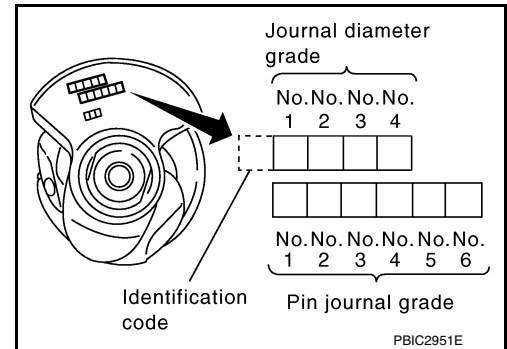 Journal diameter
grade
No. No. No. No.
1 2 3 4
No. No. No. No. No. No.
1 2 3 4 5 6
Identification
code
Pin journal grade
PBIC2951E